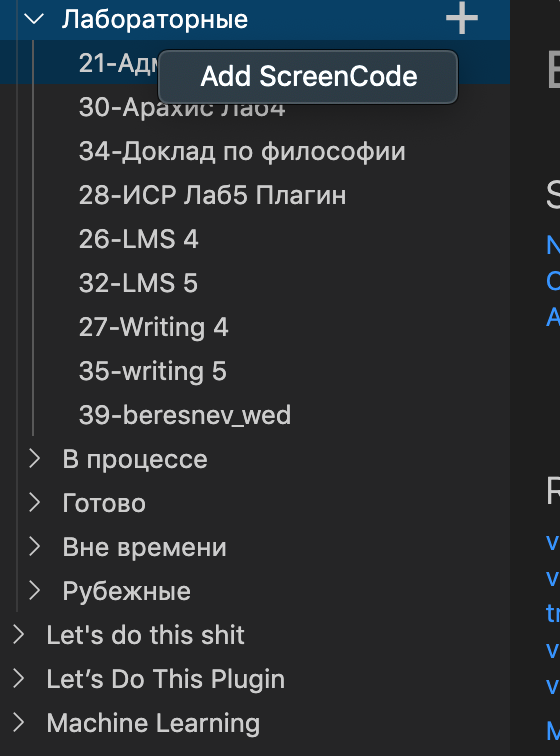 Лабораторные
21-Адм
Add ScreenCode
30-Арахис Лаб4
34-Доклад по философии
28-ИСР Лаб5 Плагин
26-LMS 4
32-LMS 5
27-Writing 4
35-writing 5
39-beresnev_wed
В процессе
Готово
Вне времени
Рубежные
Let's do this shit
Let’s Do This Plugin
Machine Learning